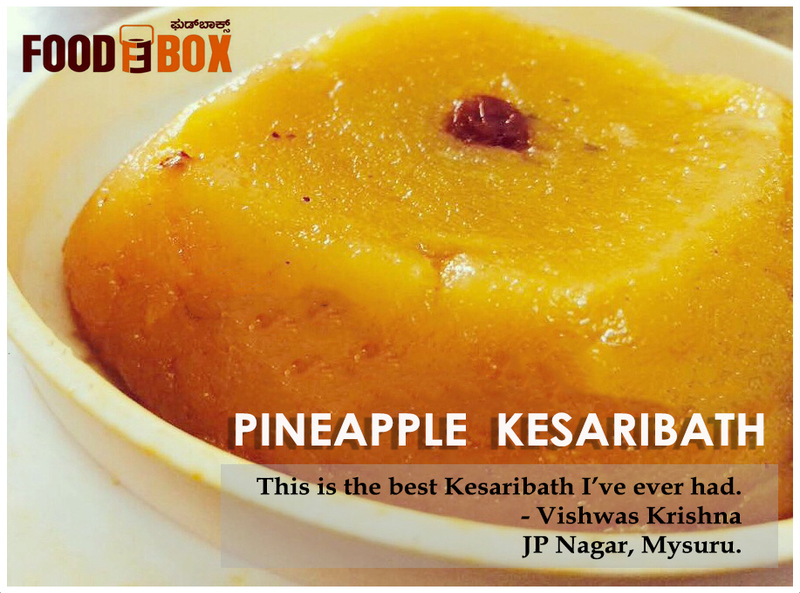 ಫುಡ್‌ಬಾಕ್ಸ್
FOOD BOX
PINEAPPLE KESARIBATH
This is the best Kesaribath I’ve ever had.
- Vishwas Krishna
JP Nagar, Mysuru.